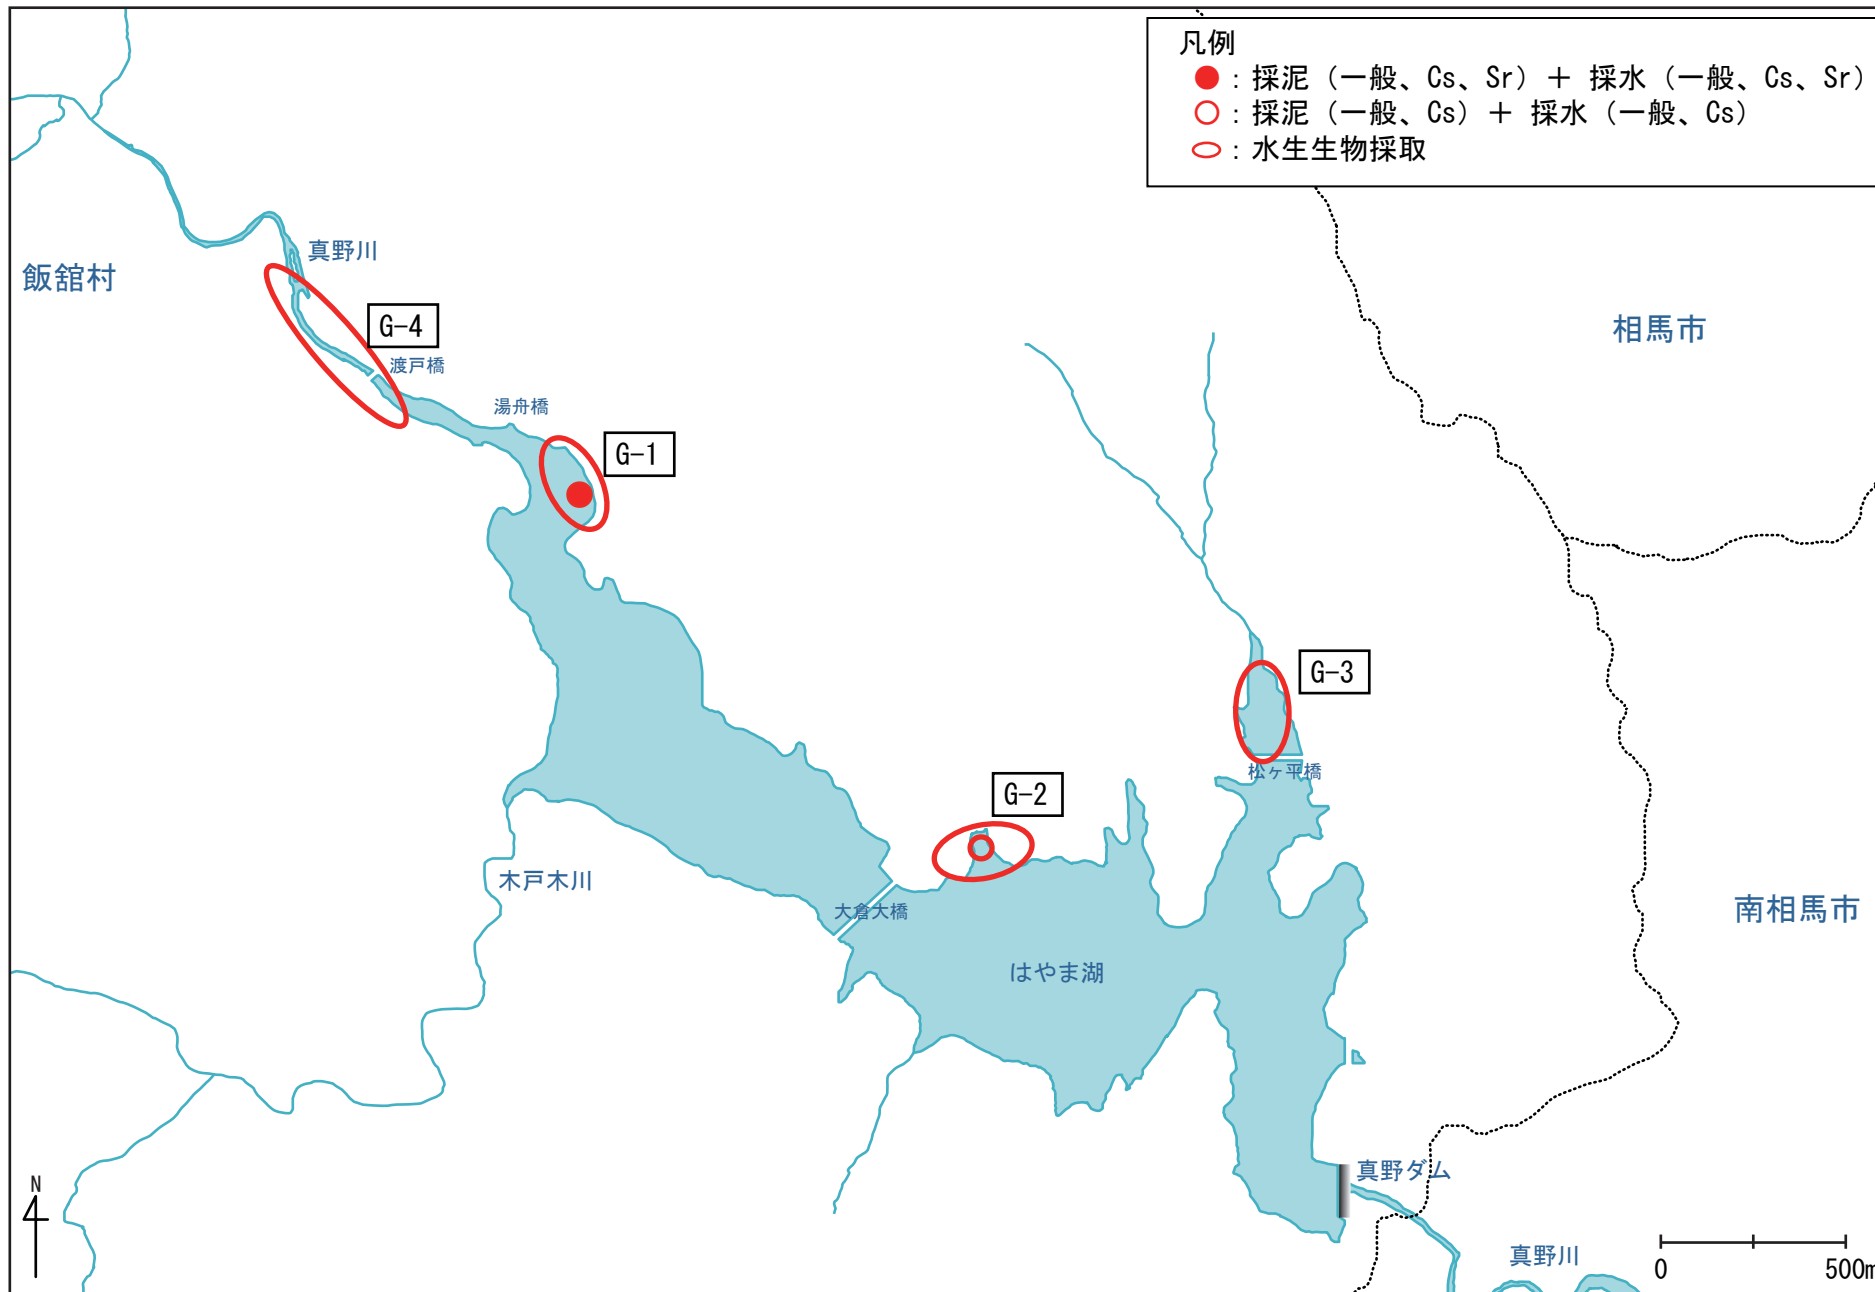 凡例
：採泥（一般、Cs、Sr）＋ 採水（一般、Cs、Sr）
：採泥（一般、Cs）＋ 採水（一般、Cs）
：水生生物採取
真野川
飯舘村
G-4
相馬市
渡戸橋
湯舟橋
G-1
G-3
松ヶ平橋
G-2
木戸木川
大倉大橋
南相馬市
はやま湖
真野ダム
N
真野川
0 500m